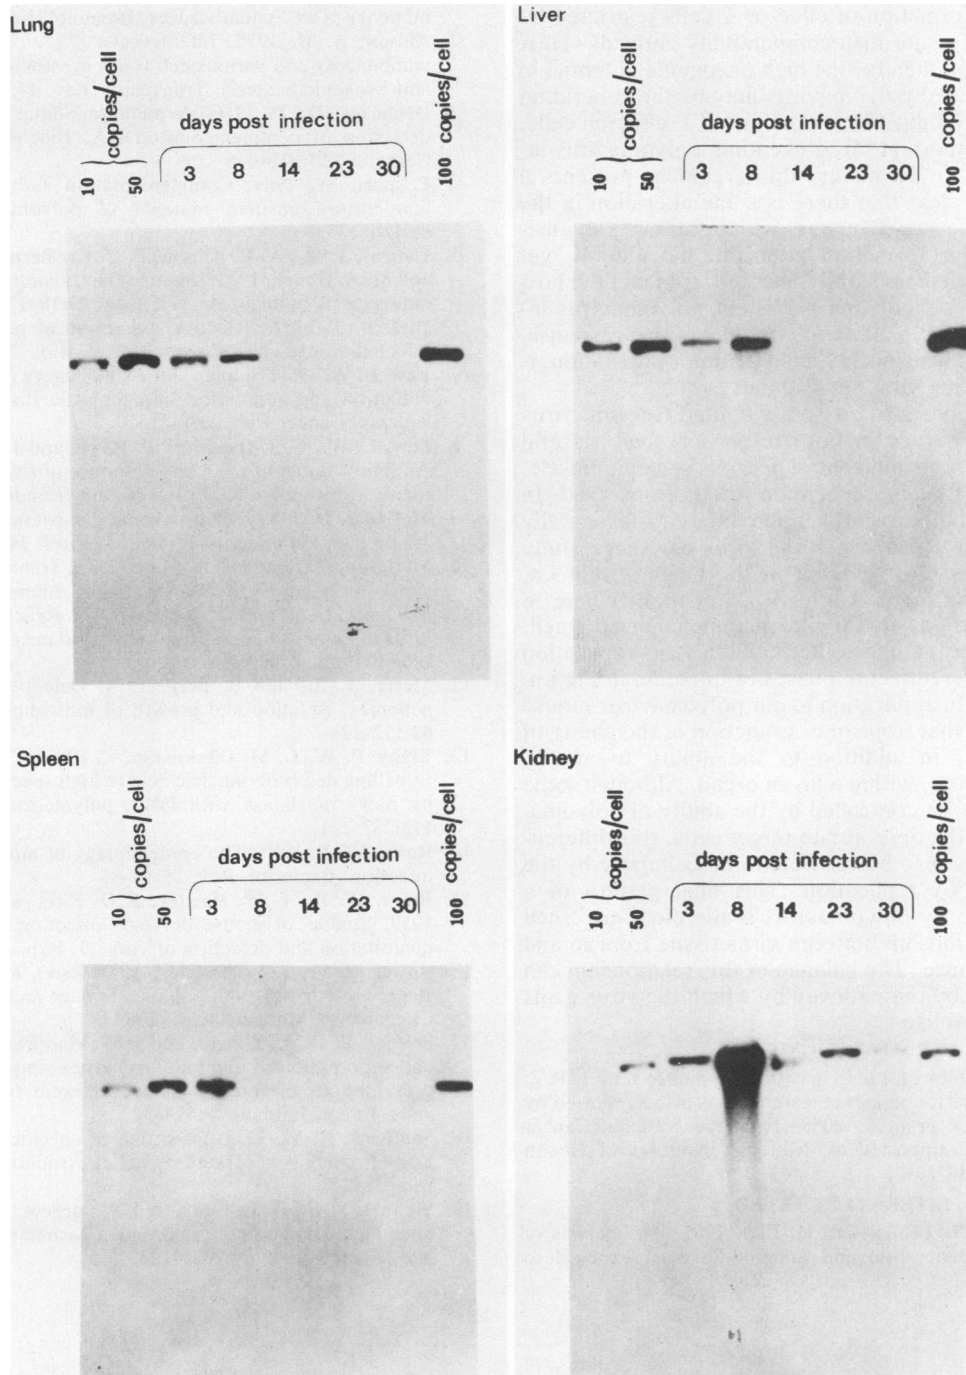 Lung
copies/cell
days post infection
10
50
3 8 14 23 30
100 copies/cell
Liver
copies/cell
days post infection
10
50
3 8 14 23 30
100 copies/cell
Spleen
copies/cell
days post infection
10
50
3 8 14 23 30
100 copies/cell
Kidney
copies/cell
days post infection
10
50
3 8 14 23 30
100 copies/cell